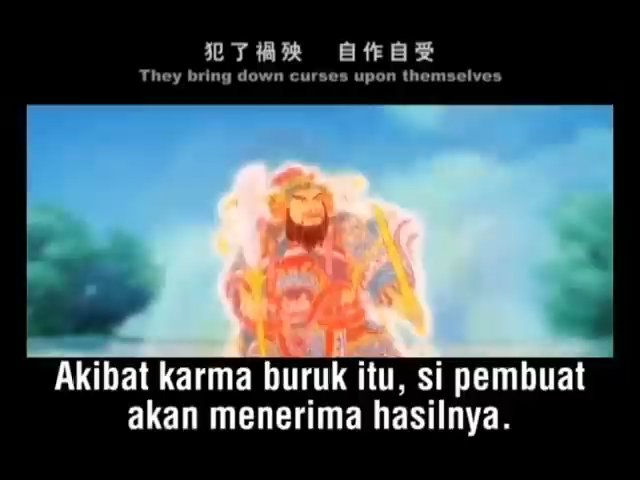 犯了禍殃　自作自受
They bring down curses upon themselves
Akibat karma buruk itu, si pembuat
akan menerima hasilnya.